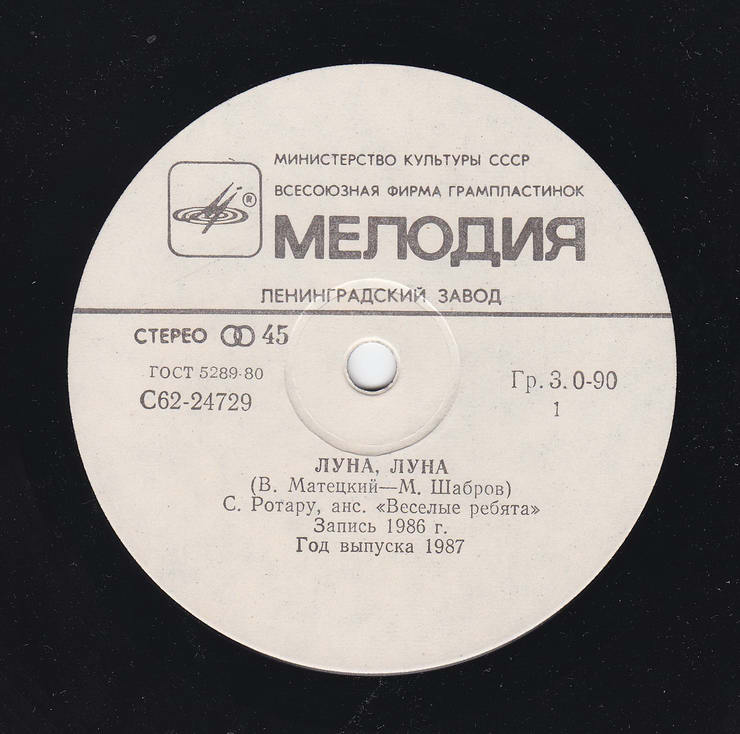 МИНИСТЕРСТВО КУЛЬТУРЫ СССР
ВСЕСОЮЗНАЯ ФИРМА ГРАМПЛАСТИНОК
®
МЕЛОДИЯ
ЛЕНИНГРАДСКИЙ ЗАВОД
СТЕРЕО 45
ГОСТ 5289-80
С62-24729
Гр. 3. 0-90
1
ЛУНА, ЛУНА
(В. Матецкий—М. Шабров)
С. Ротару, анс. «Веселые ребята»
Запись 1986 г.
Год выпуска 1987